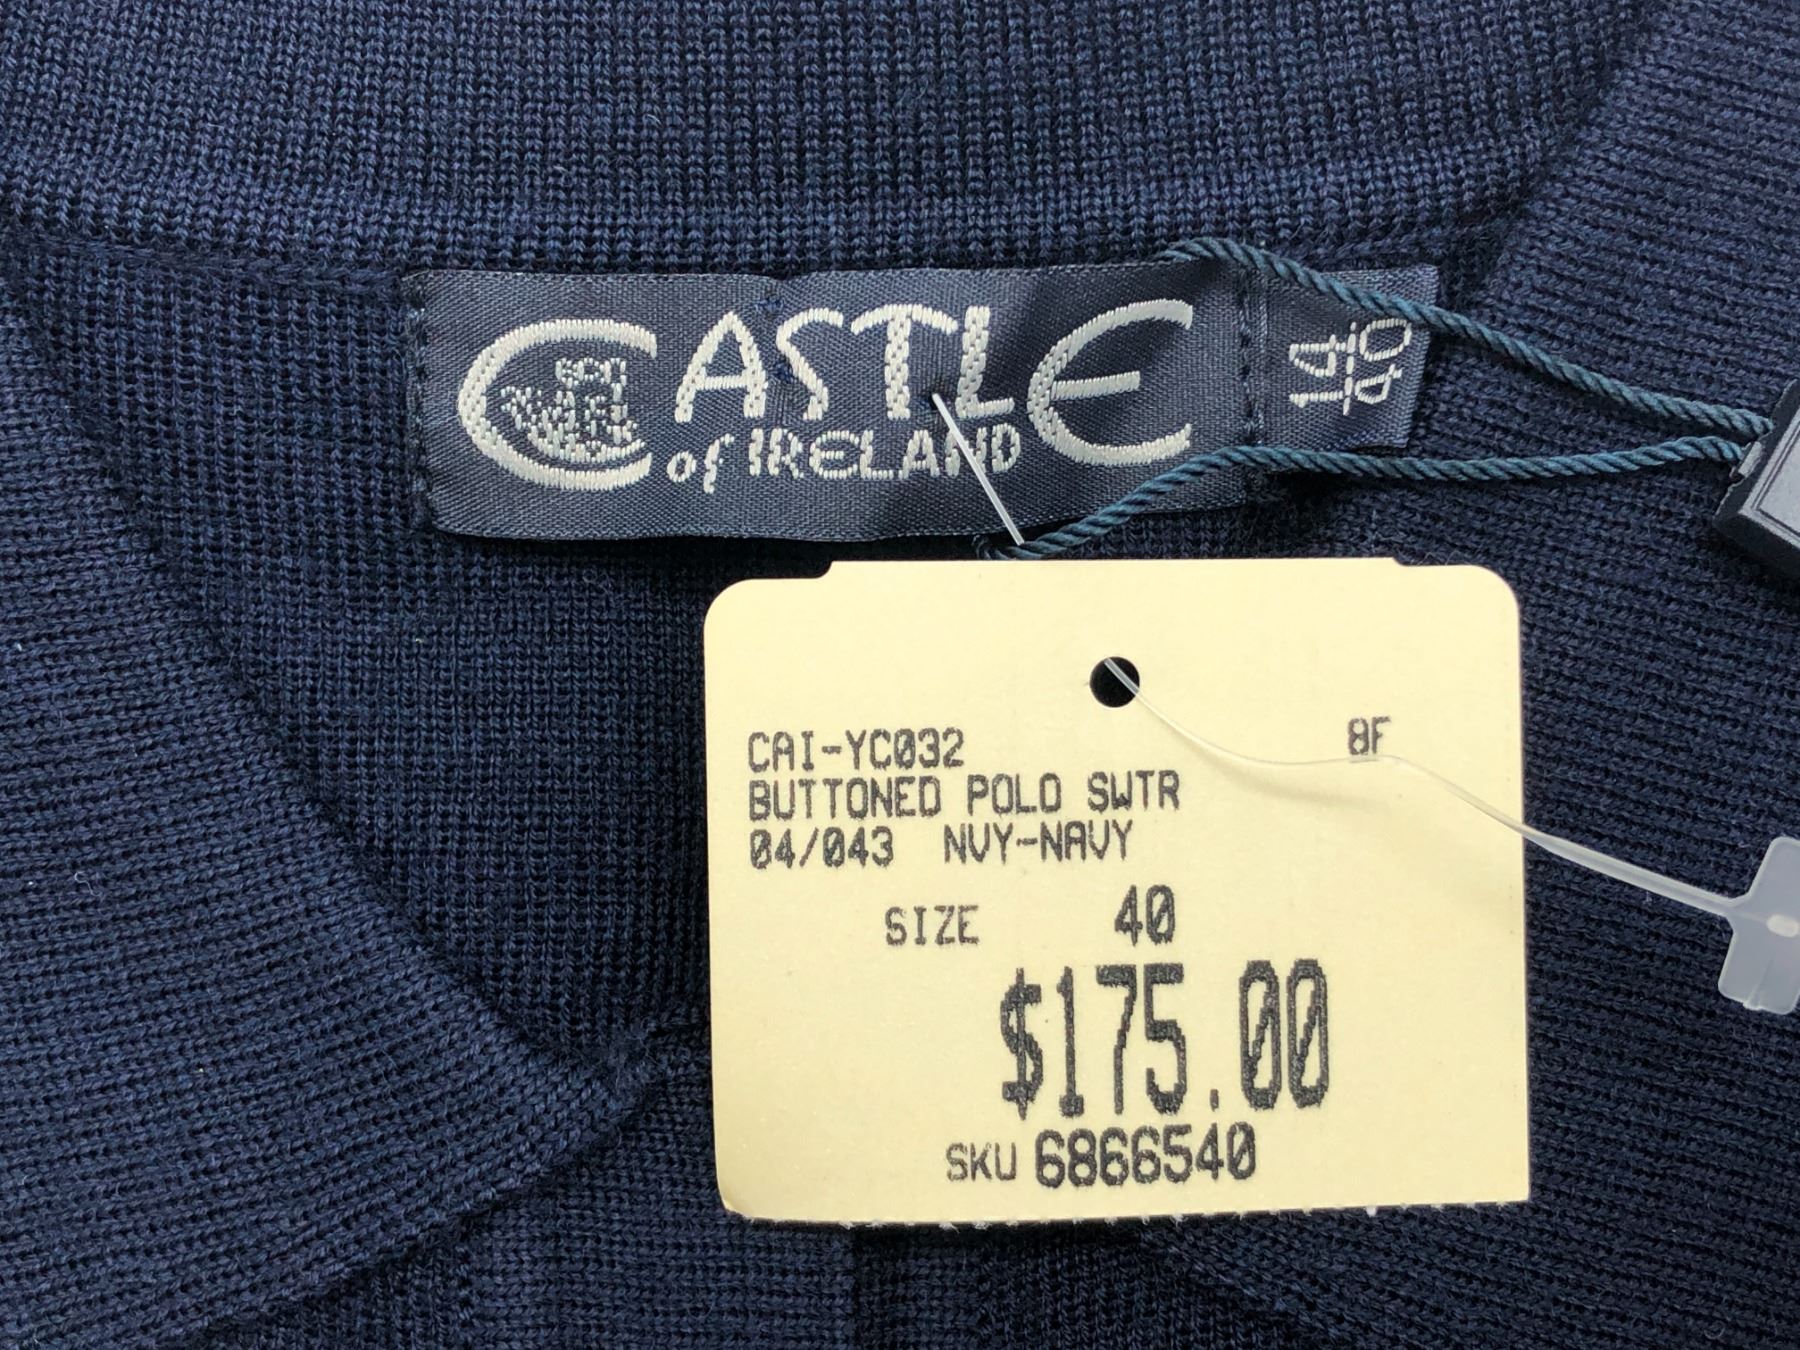 CASTLE
of IRELAND
14
40
CAI-YC032 8F
BUTTONED POLO SWTR
04/043 NVY-NAVY
SIZE 40
$175.00
SKU 6866540